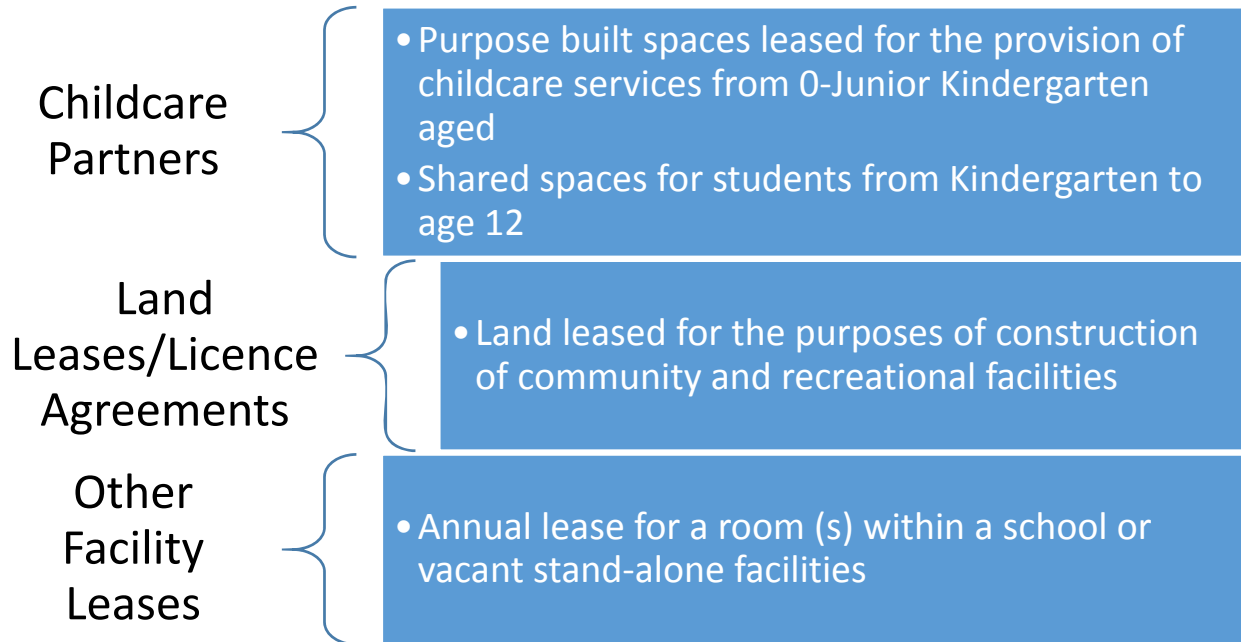 Childcare
Partners
• Purpose built spaces leased for the provision of
childcare services from 0-Junior Kindergarten
aged
• Shared spaces for students from Kindergarten to
age 12
Land
Leases/Licence
Agreements
• Land leased for the purposes of construction
of community and recreational facilities
Other
Facility
Leases
• Annual lease for a room (s) within a school or
vacant stand-alone facilities